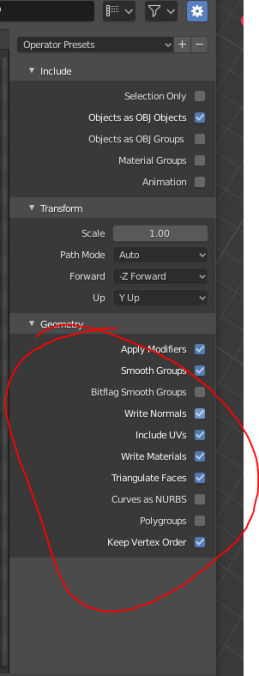 Operator Presets
Include
Selection Only
Objects as OBJ Objects
Objects as OBJ Groups
Material Groups
Animation
Transform
Scale 1.00
Path Mode Auto
Forward -Z Forward
Up Y Up
Geometry
Apply Modifiers
Smooth Groups
Bitflag Smooth Groups
Write Normals
Include UVs
Write Materials
Triangulate Faces
Curves as NURBS
Polygroups
Keep Vertex Order